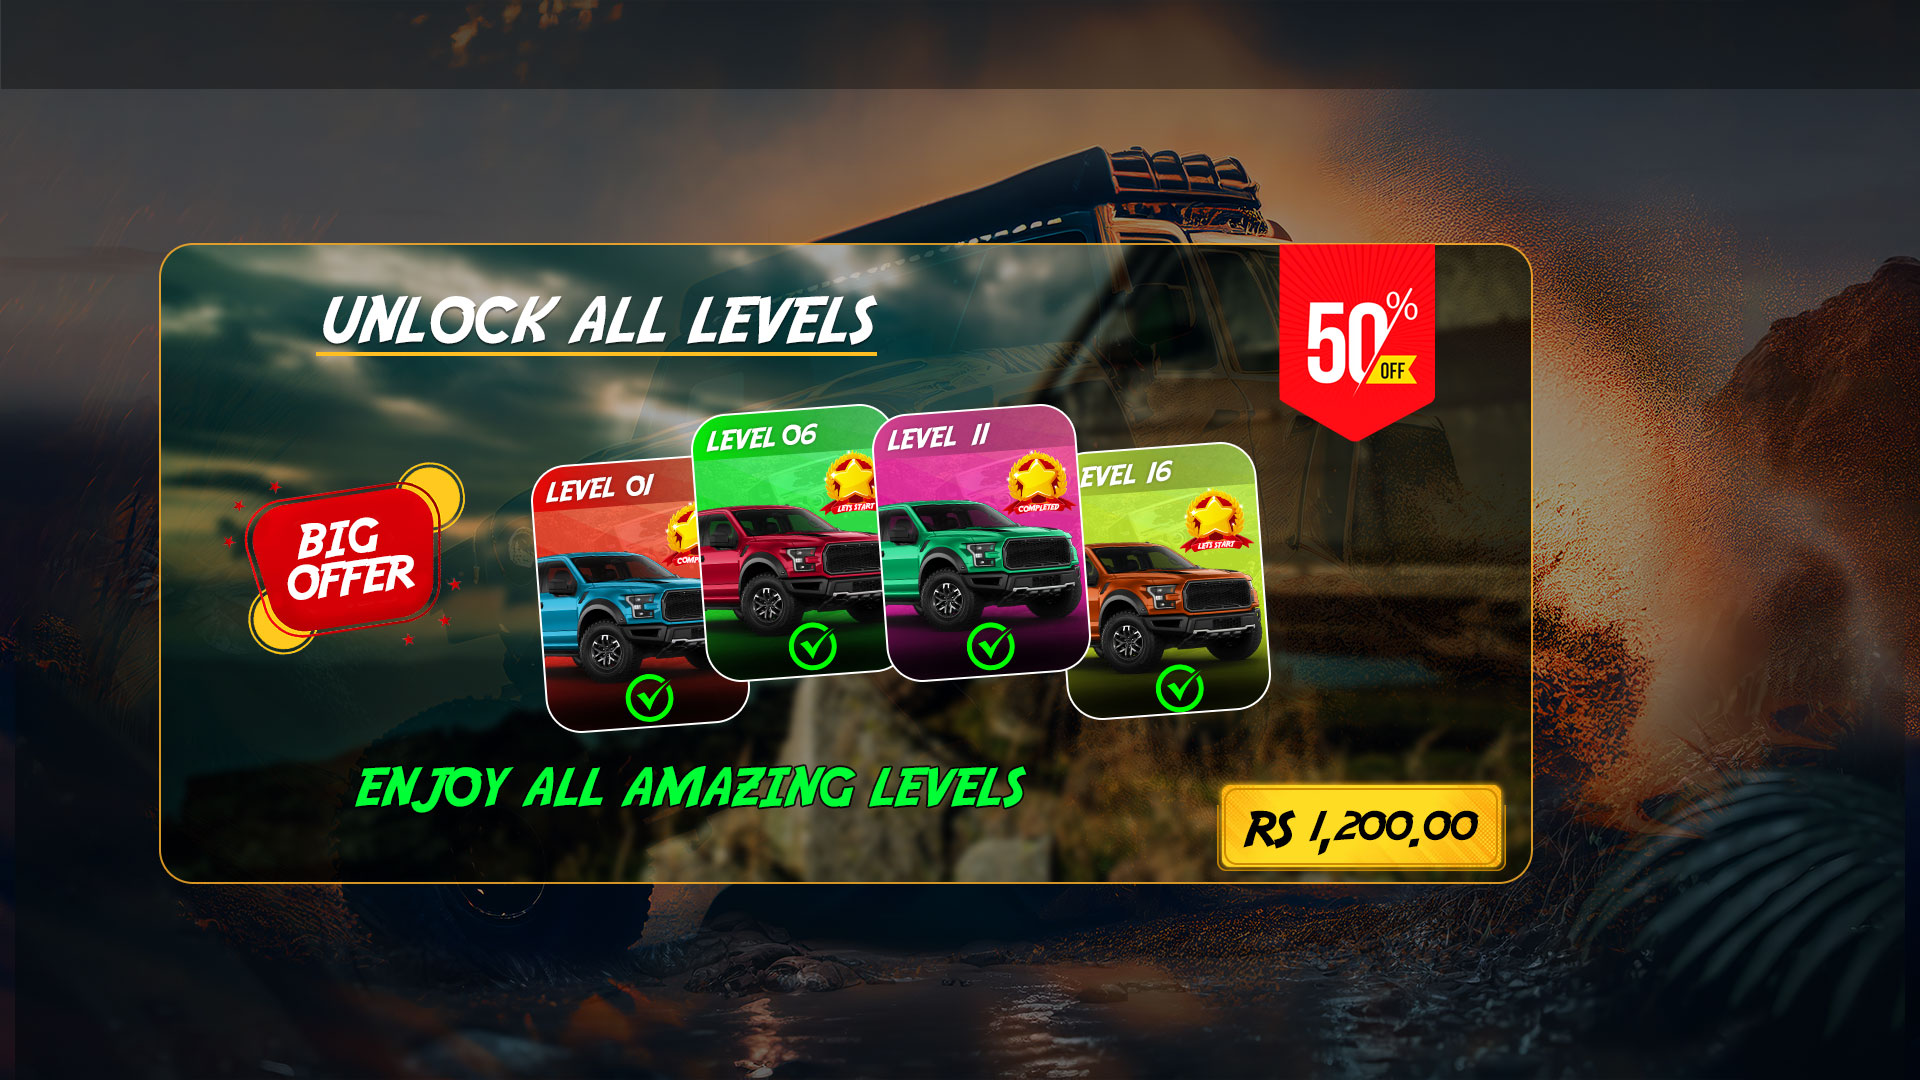 UNLOCK ALL LEVELS
50%
OFF
LEVEL 01
LEVEL 06
LETS START
LEVEL 11
COMPLETED
EVEL 16
LETS START
BIG
OFFER
ENJOY ALL AMAZING LEVELS
RS 1,200.00